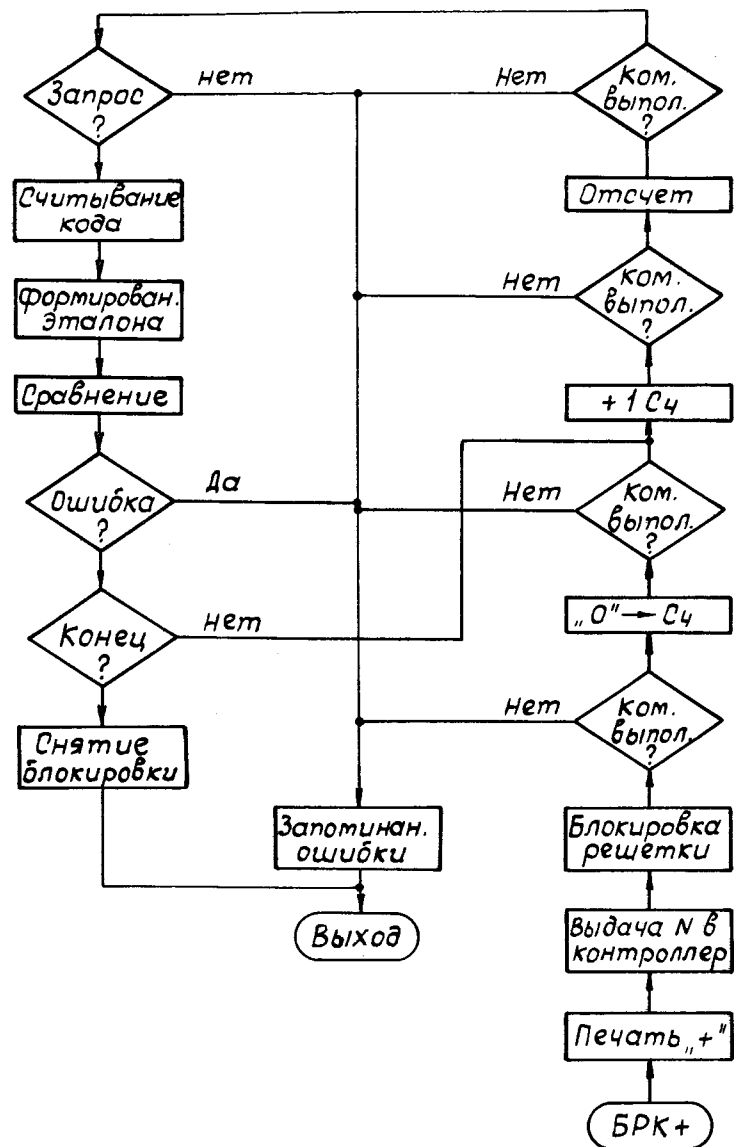 Запрос
?
нет
Нет
Ком.
выпол.
?
Считывание
кода
Отсчет
Формирован.
эталона
Нет
Ком.
выпол.
?
Сравнение
+ 1 Сч
Ошибка
?
Да
Нет
Ком.
выпол.
?
„0" → Сч
Конец
?
нет
Нет
Ком.
выпол.
?
Снятие
блокировки
Запоминан.
ошибки
Блокировка
решетки
Выход
Выдача N в
контроллер
Печать „+"
БРК+